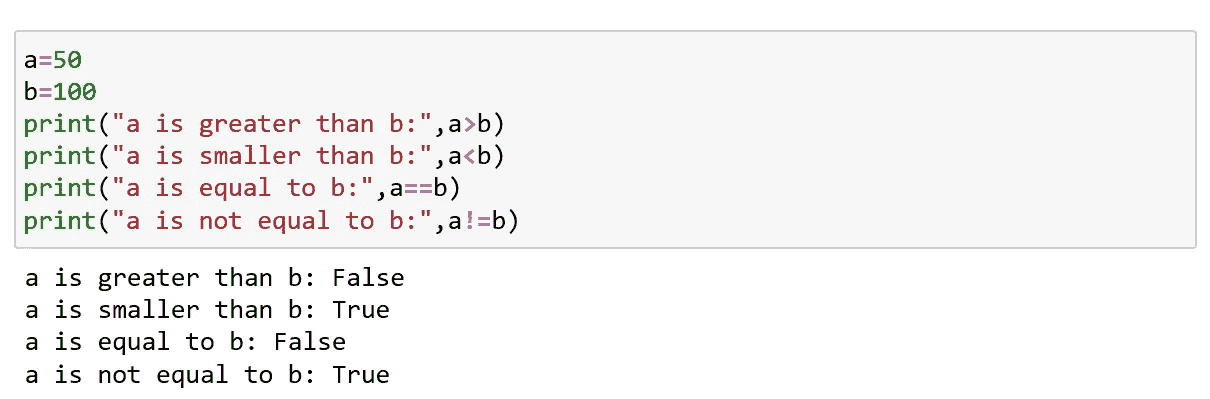 a=50
b=100
print("a is greater than b:",a>b)
print("a is smaller than b:",a<b)
print("a is equal to b:",a==b)
print("a is not equal to b:",a!=b)
a is greater than b: False
a is smaller than b: True
a is equal to b: False
a is not equal to b: True